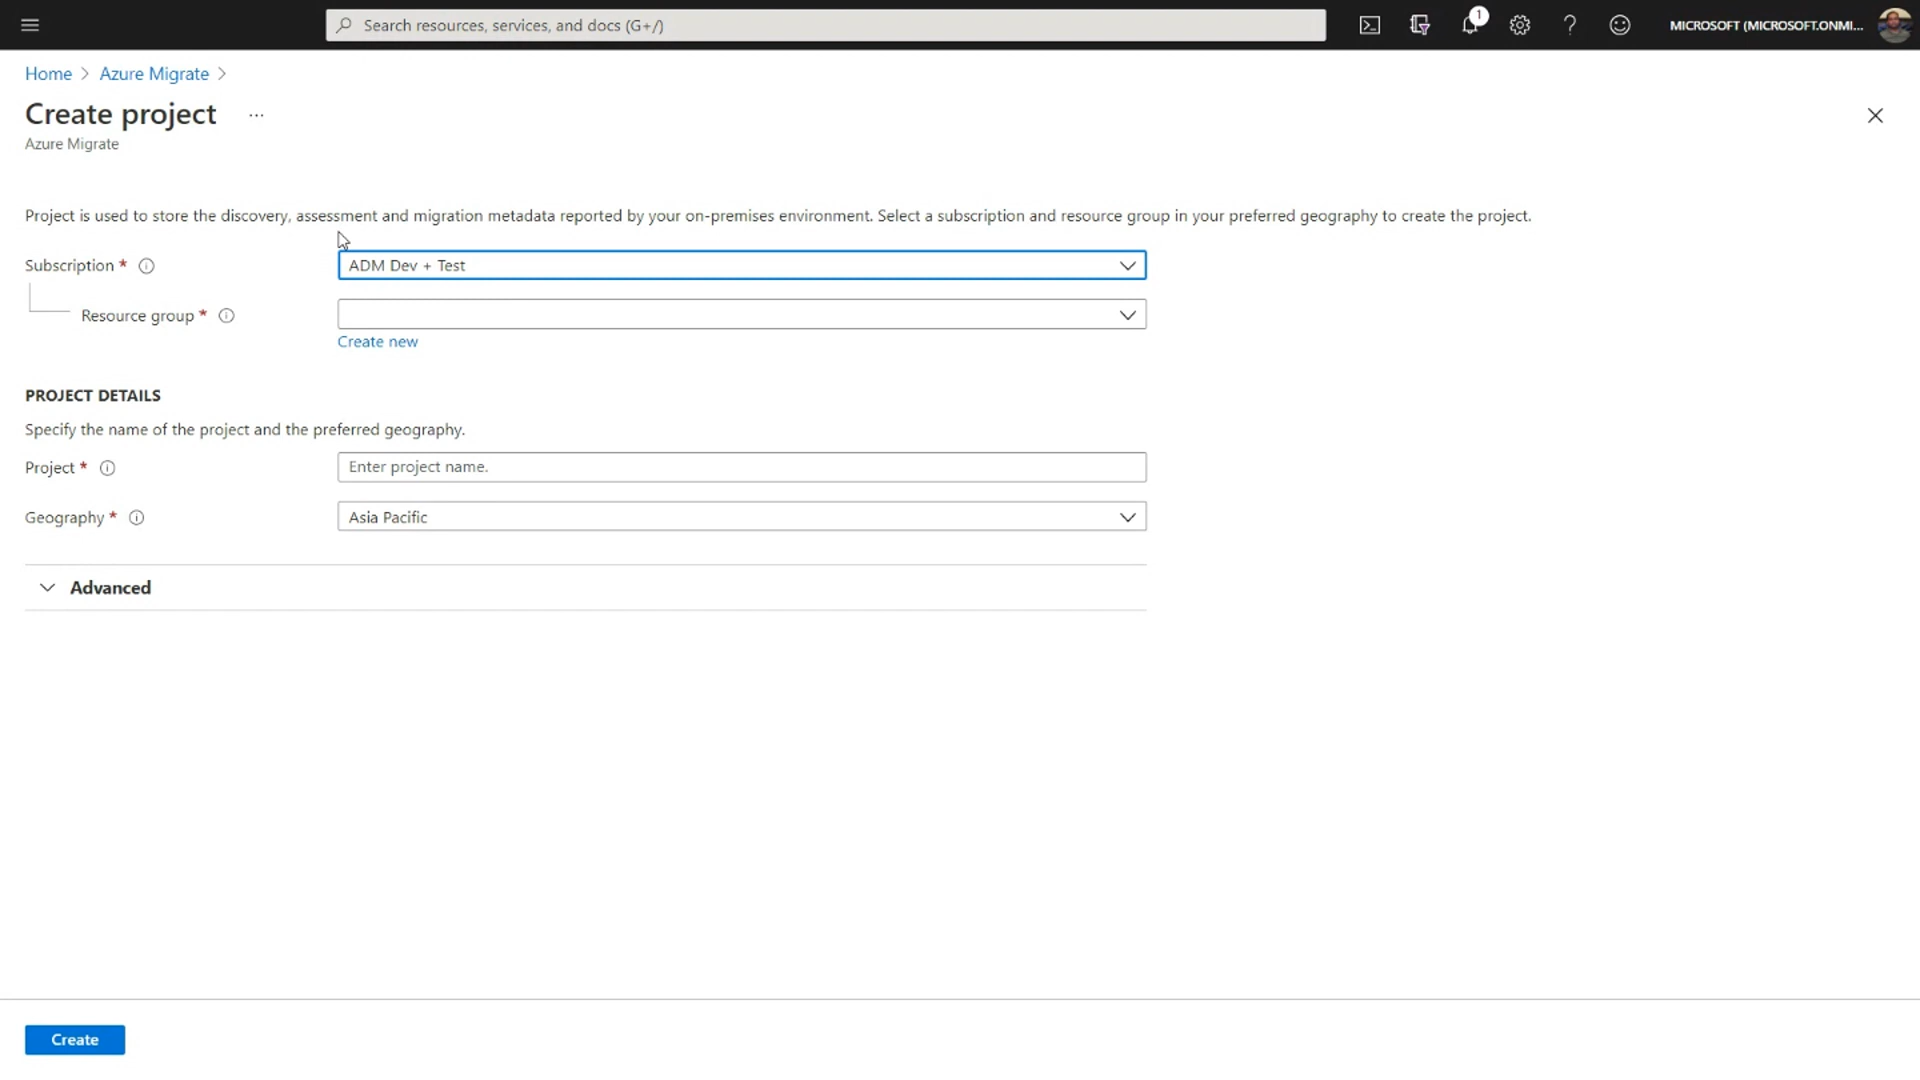 Search resources, services, and docs (G+/)
1
MICROSOFT (MICROSOFT.ONMI...
Home > Azure Migrate >
Create project ...
Azure Migrate
Project is used to store the discovery, assessment and migration metadata reported by your on-premises environment. Select a subscription and resource group in your preferred geography to create the project.
Subscription *
ADM Dev + Test
Resource group *
Create new
PROJECT DETAILS
Specify the name of the project and the preferred geography.
Project *
Enter project name.
Geography *
Asia Pacific
Advanced
Create